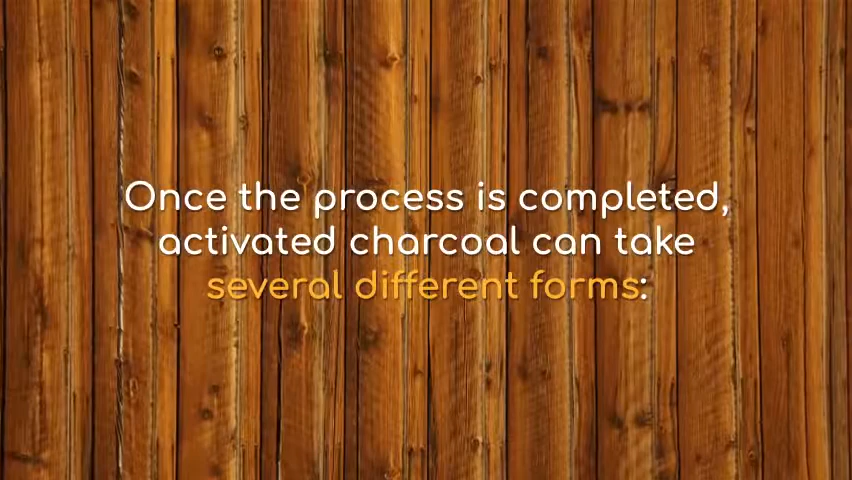 Once the process is completed,
activated charcoal can take
several different forms: